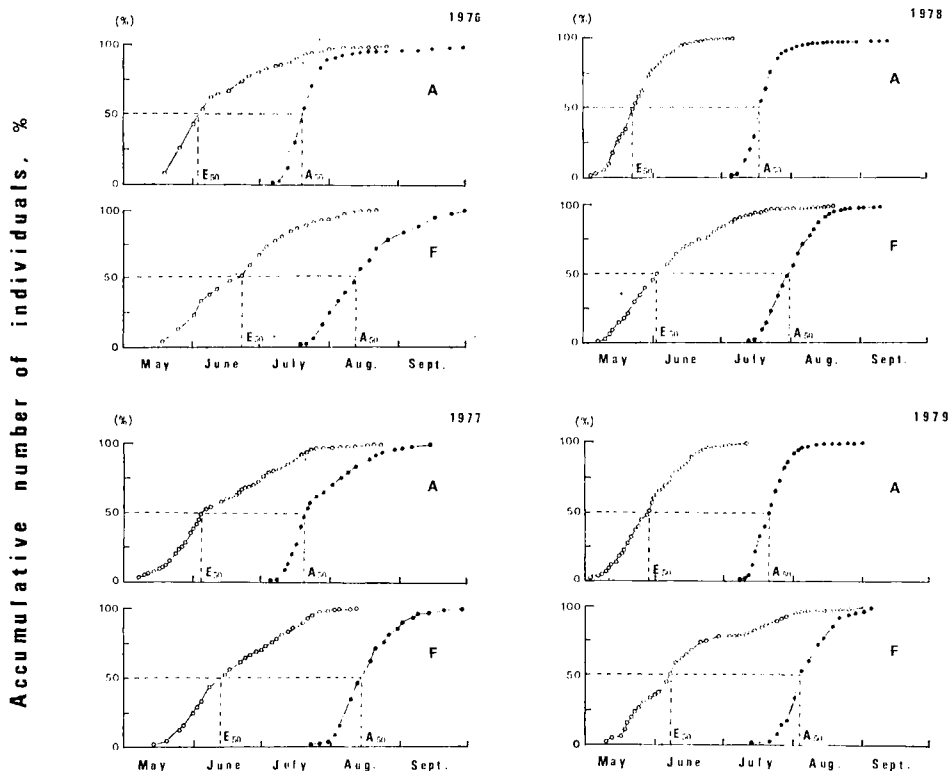 Accumulative number of individuals, %
(%)
1976
100
50
0
A
E50
A50
100
50
0
F
E50
A50
May June July Aug. Sept.
(%)
1978
100
50
0
A
E50
A50
100
50
0
F
E50
A50
May June July Aug. Sept.
(%)
1977
100
50
0
A
E50
A50
100
50
0
F
E50
A50
May June July Aug. Sept.
(%)
1979
100
50
0
A
E50
A50
100
50
0
F
E50
A50
May June July Aug. Sept.